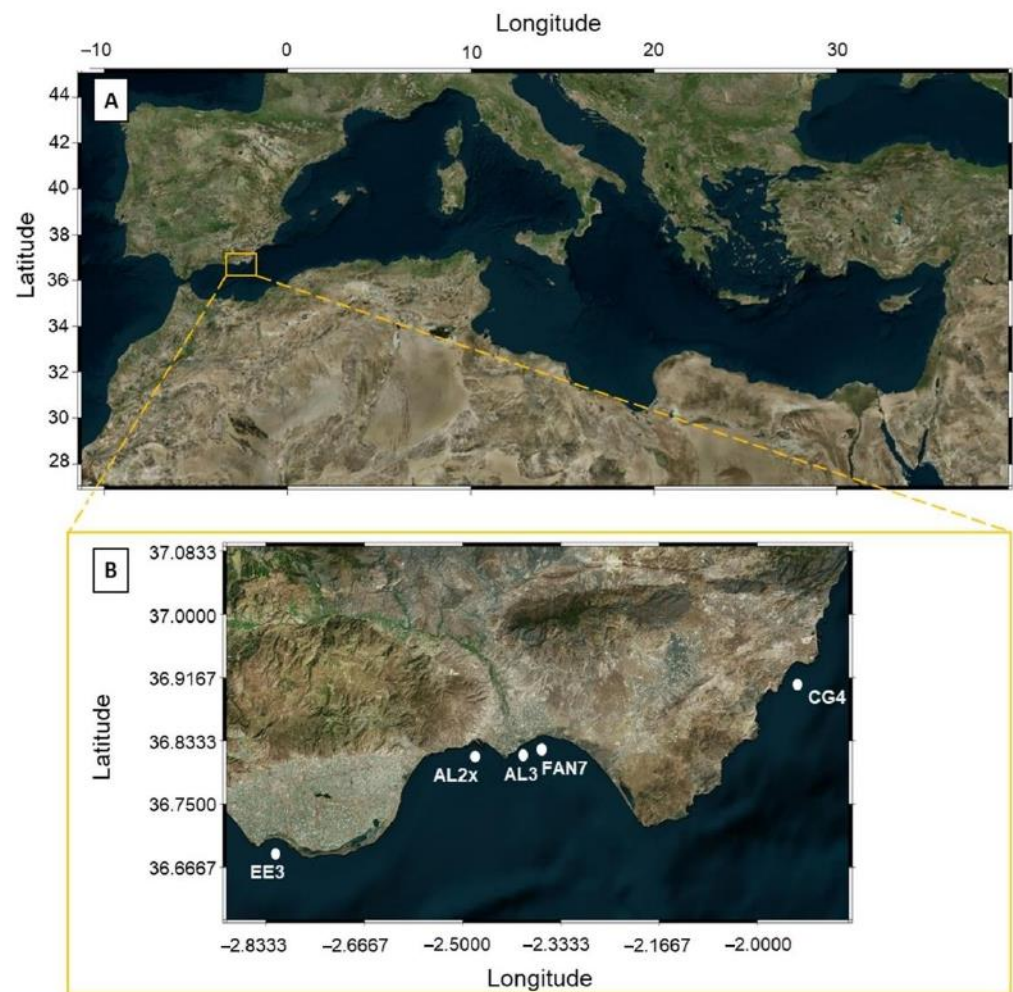 Longitude
−10 0 10 20 30
A
44
42
40
38
36
34
32
30
28
Latitude
B
37.0833
37.0000
36.9167
36.8333
36.7500
36.6667
Latitude
CG4
AL2x AL3 FAN7
EE3
−2.8333 −2.6667 −2.5000 −2.3333 −2.1667 −2.0000
Longitude